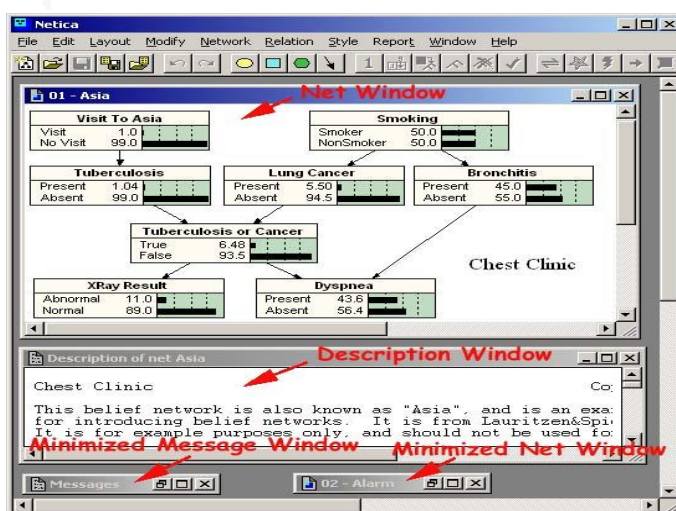 Netica
File Edit Layout Modify Network Relation Style Report Window Help
1
01 - Asia
Net Window
Visit To Asia
Visit 1.0
No Visit 99.0
Smoking
Smoker 50.0
NonSmoker 50.0
Tuberculosis
Present 1.04
Absent 99.0
Lung Cancer
Present 5.50
Absent 94.5
Bronchitis
Present 45.0
Absent 55.0
Tuberculosis or Cancer
True 6.48
False 93.5
Chest Clinic
XRay Result
Abnormal 11.0
Normal 89.0
Dyspnea
Present 43.6
Absent 56.4
Description of net Asia
Description Window
Chest Clinic Co
This belief network is also known as "Asia", and is an exa
for introducing belief networks. It is from Lauritzen&Spi
It is for example purposes only, and should not be used fo
Minimized Message Window
Minimized Net Window
Messages
02 - Alarm